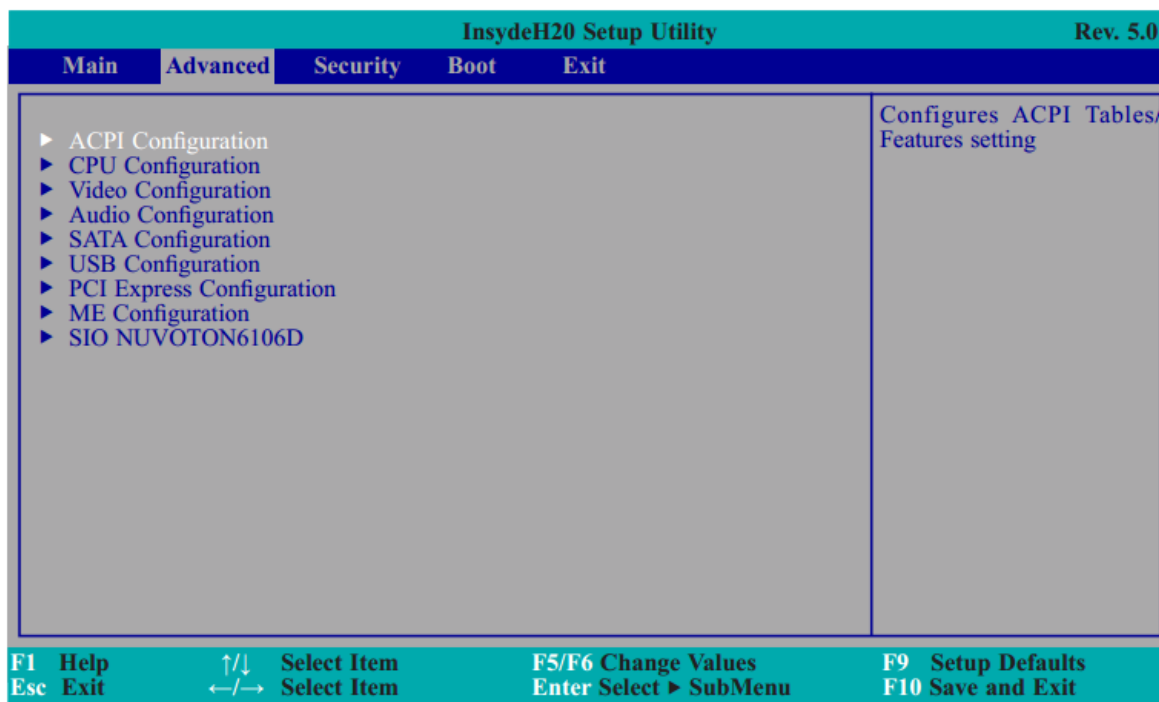 InsydeH20 Setup Utility Rev. 5.0
Main Advanced Security Boot Exit
► ACPI Configuration
► CPU Configuration
► Video Configuration
► Audio Configuration
► SATA Configuration
► USB Configuration
► PCI Express Configuration
► ME Configuration
► SIO NUVOTON6106D
Configures ACPI Tables/
Features setting
F1 Help ↑/↓ Select Item F5/F6 Change Values F9 Setup Defaults
Esc Exit ←/→ Select Item Enter Select ► SubMenu F10 Save and Exit